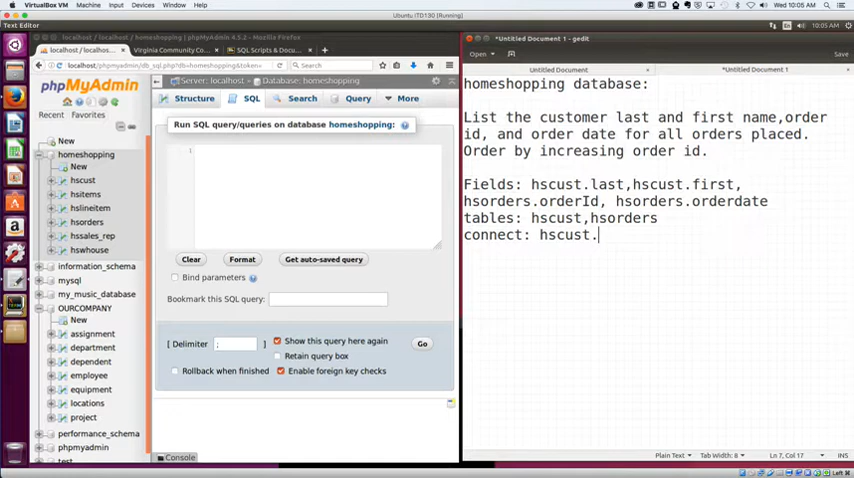 VirtualBox VM Machine Input Devices Window Help Wed 10:05 AM
Ubuntu ITD130 [Running]
Text Editor 10:05 AM
localhost / localhos... - phpMyAdmin 4.5.2 - Mozilla Firefox
localhost / localhos...
Virginia Community Co...
SQL Scripts & Docu...
localhost/phpmyadmin/db_sql.php?db=homeshopping&token=
Search
phpMyAdmin
Recent Favorites
New
homeshopping
New
hscust
hsitems
hslineitem
hsorders
hssales_rep
hswhouse
information_schema
mysql
my_music_database
OURCOMPANY
New
assignment
department
dependent
employee
equipment
locations
project
performance_schema
phpmyadmin
test
Server: localhost » Database: homeshopping
Structure SQL Search Query More
Run SQL query/queries on database homeshopping:
1
Clear Format Get auto-saved query
Bind parameters
Bookmark this SQL query:
[ Delimiter ; ]
Show this query here again
Retain query box
Rollback when finished
Enable foreign key checks
Go
Console
*Untitled Document 1 - gedit
Open Save
Untitled Document
*Untitled Document 1
homeshopping database:
List the customer last and first name,order
id, and order date for all orders placed.
Order by increasing order id.
Fields: hscust.last,hscust.first,
hsorders.orderId, hsorders.orderdate
tables: hscust,hsorders
connect: hscust.
Plain Text Tab Width: 8 Ln 7, Col 17 INS
Left ⌘